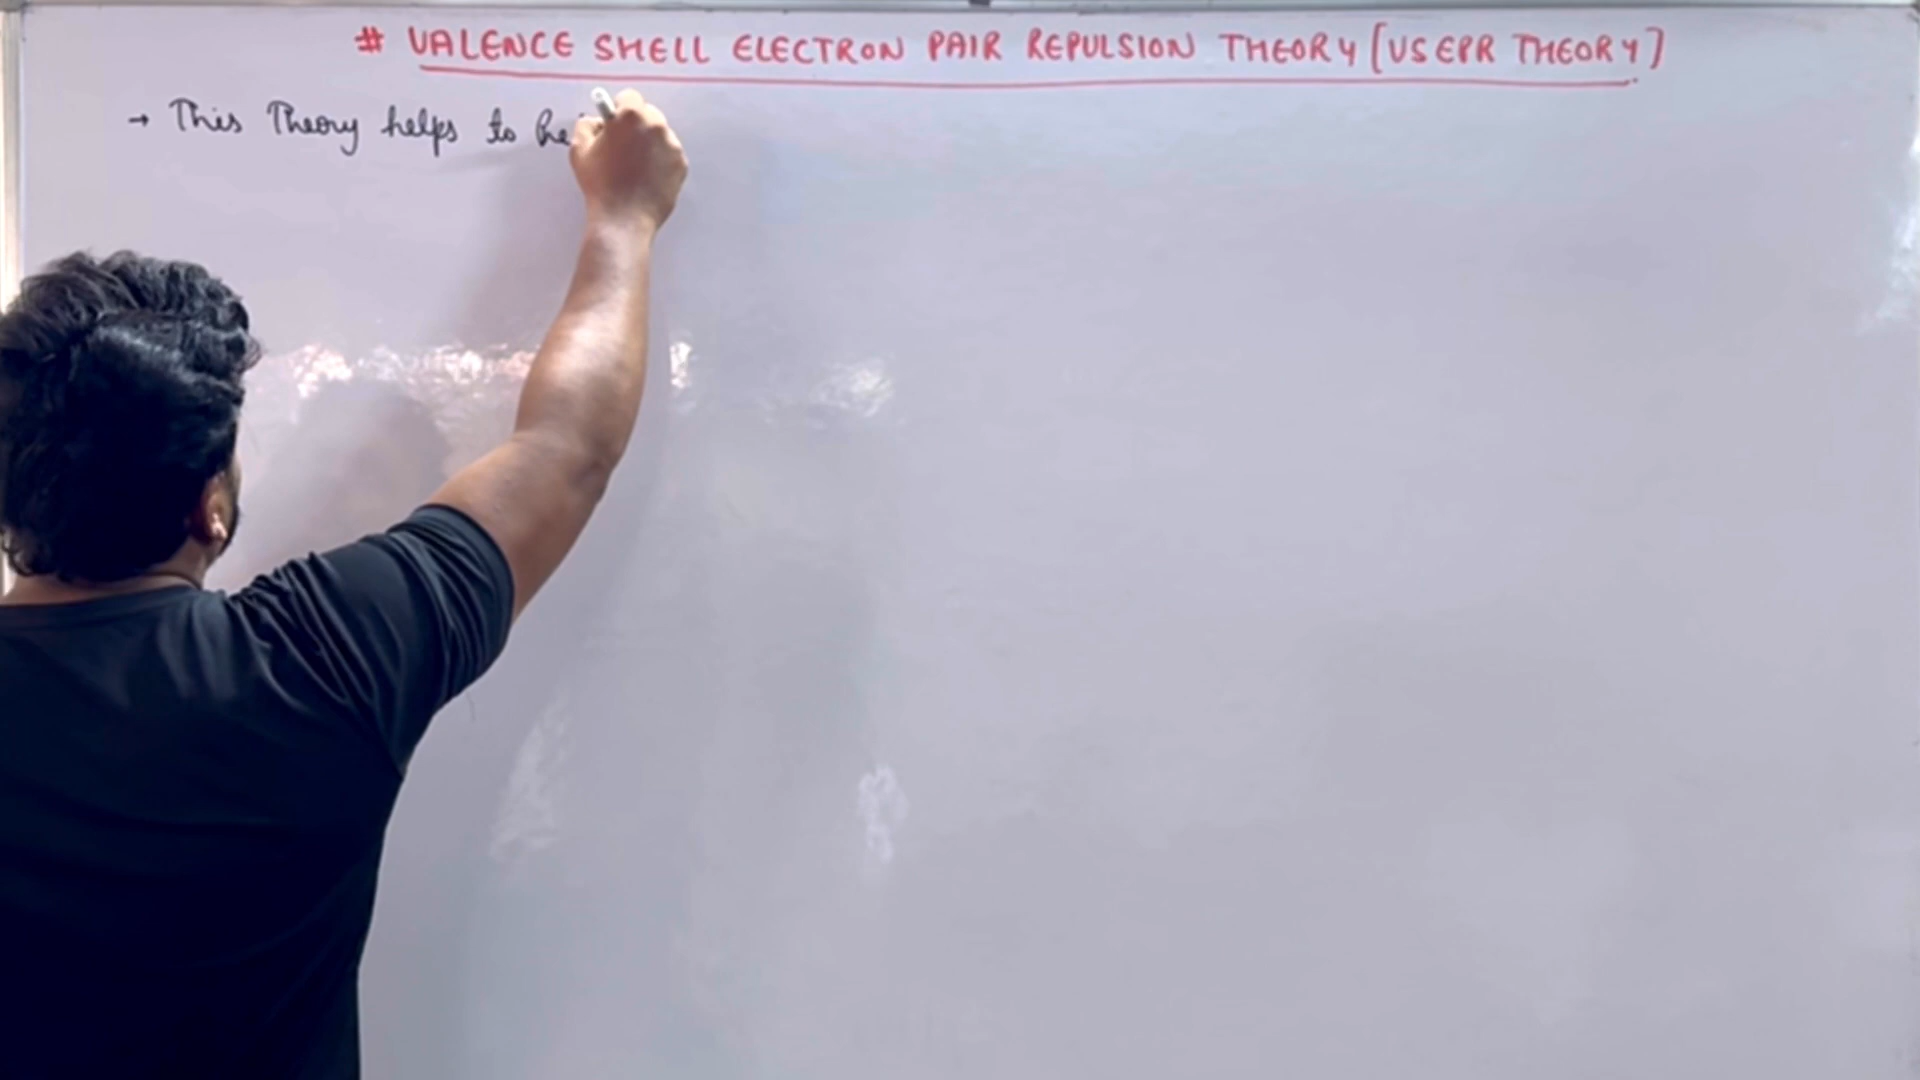 # VALENCE SHELL ELECTRON PAIR REPULSION THEORY [VSEPR THEORY]
→ This Theory helps to